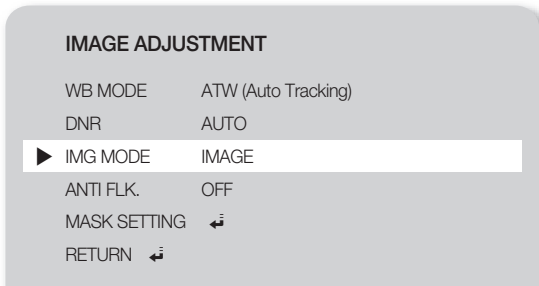 IMAGE ADJUSTMENT
WB MODE ATW (Auto Tracking)
DNR AUTO
IMG MODE IMAGE
ANTI FLK. OFF
MASK SETTING
RETURN